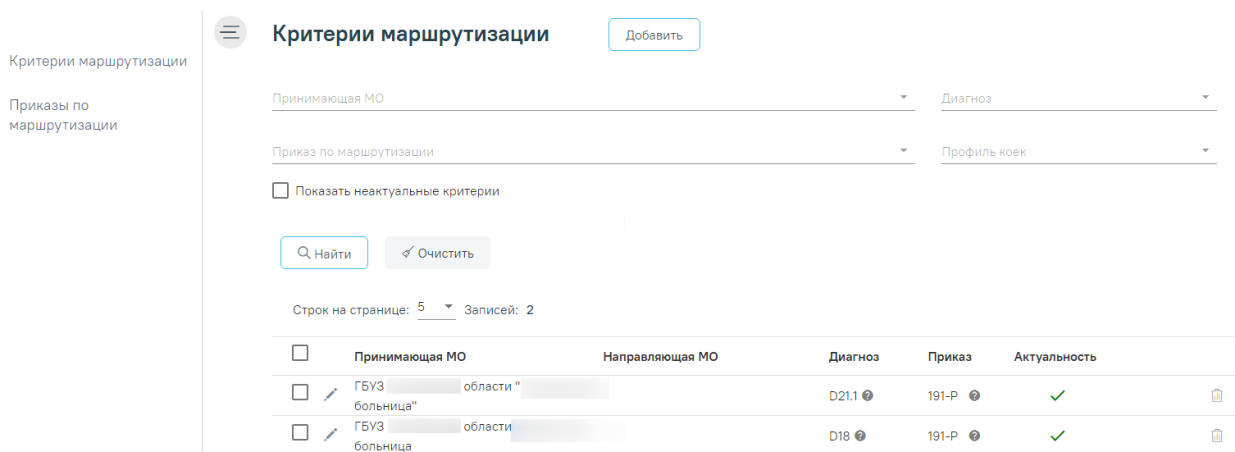 Критерии маршрутизации
Приказы по
маршрутизации
Критерии маршрутизации
Добавить
Принимающая МО
Диагноз
Приказ по маршрутизации
Профиль коек
Показать неактуальные критерии
Найти
Очистить
Строк на странице: 5 Записей: 2
Принимающая МО Направляющая МО Диагноз Приказ Актуальность
ГБУЗ области "
больница"
D21.1 ? 191-Р ?
ГБУЗ области
больница
D18 ? 191-Р ?